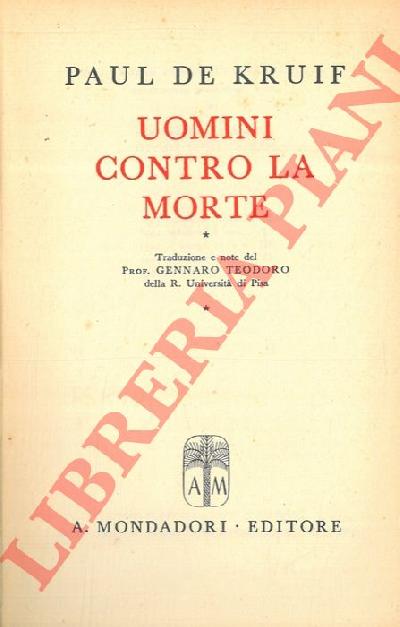 PAUL DE KRUIF
UOMINI
CONTRO LA
MORTE
*
Traduzione e note del
PROF. GENNARO TEODORO
della R. Università di Pisa
*
A M
A. MONDADORI · EDITORE
LIBRERIA PIANI